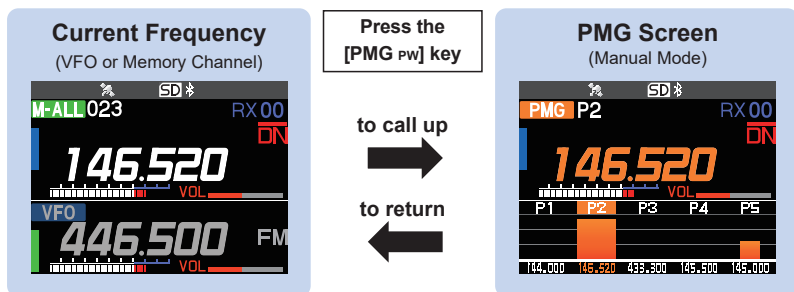 Current Frequency
(VFO or Memory Channel)
SD
M-ALL 023 RX 00
DN
146.520
VOL
VFO
446.500 FM
VOL
Press the
[PMG PW] key
to call up
to return
PMG Screen
(Manual Mode)
SD
PMG P2 RX 00
DN
146.520
VOL
P1 P2 P3 P4 P5
144.000 146.520 433.300 145.500 145.000